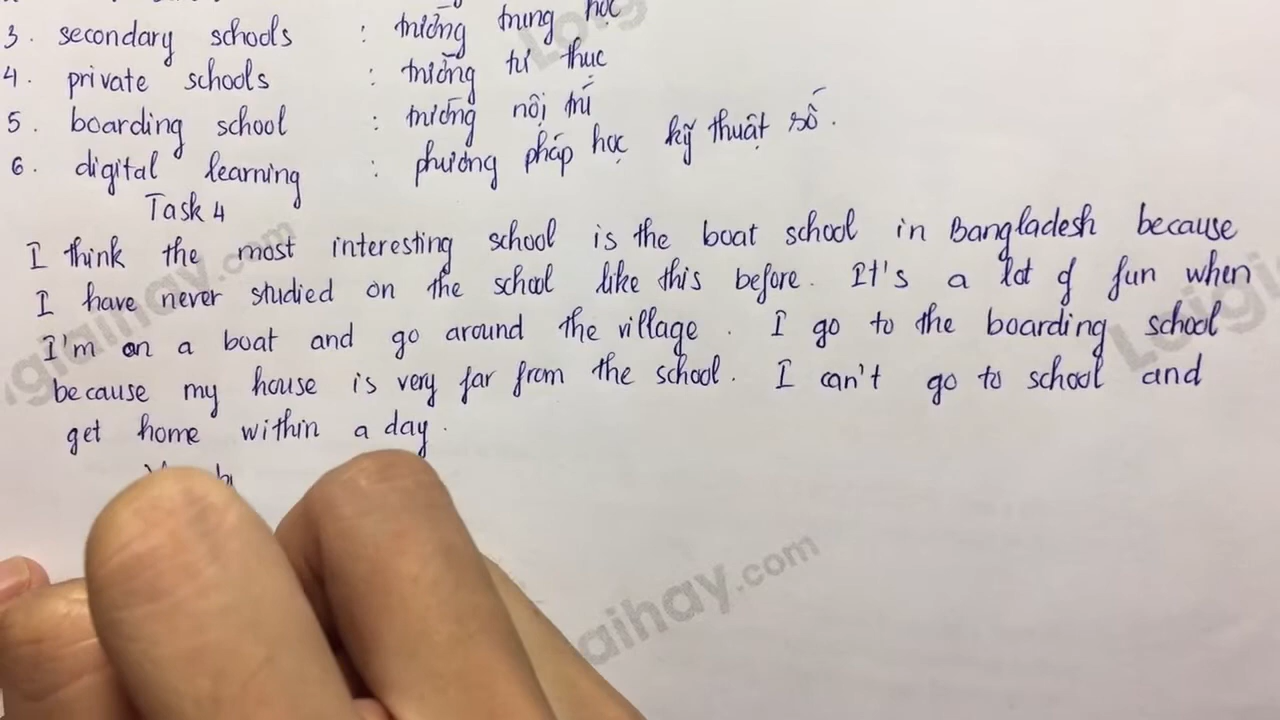 3. secondary schools : trường trung học
4. private schools : trường tư thục
5. boarding school : trường nội trú
6. digital learning : phương pháp học kỹ thuật số.
Task 4
I think the most interesting school is the boat school in Bangladesh because
I have never studied on the school like this before. It's a lot of fun when
I'm on a boat and go around the village. I go to the boarding school
because my house is very far from the school. I can't go to school and
get home within a day.